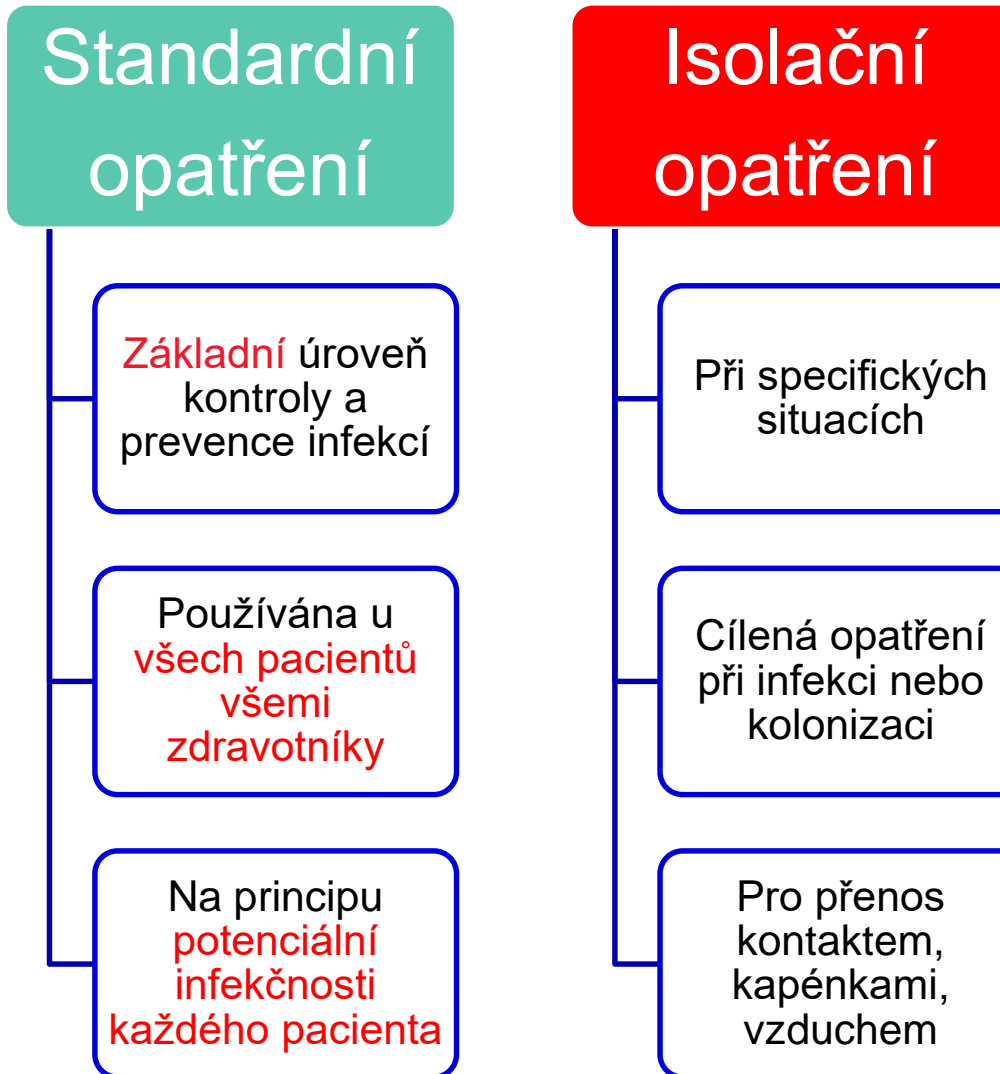 Standardní
opatření
Základní úroveň
kontroly a
prevence infekcí
Používána u
všech pacientů
všemi
zdravotníky
Na principu
potenciální
infekčnosti
každého pacienta
Isolační
opatření
Při specifických
situacích
Cílená opatření
při infekci nebo
kolonizaci
Pro přenos
kontaktem,
kapénkami,
vzduchem